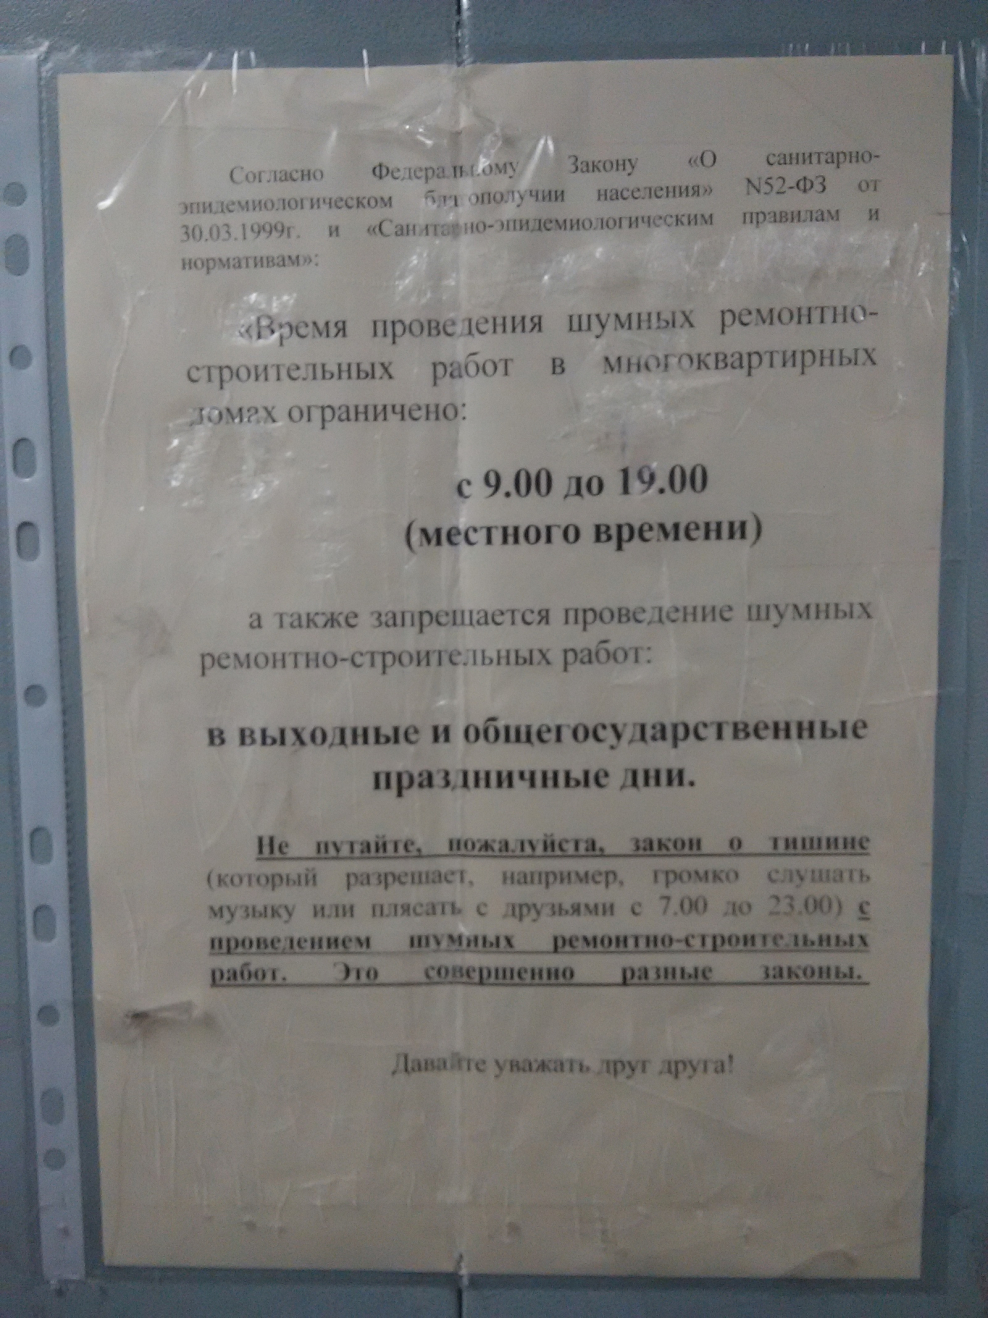 Согласно Федеральному Закону «О санитарно-
эпидемиологическом благополучии населения» N52-ФЗ от
30.03.1999г. и «Санитарно-эпидемиологическим правилам и
нормативам»:
«Время проведения шумных ремонтно-
строительных работ в многоквартирных
домах ограничено:
с 9.00 до 19.00
(местного времени)
а также запрещается проведение шумных
ремонтно-строительных работ:
в выходные и общегосударственные
праздничные дни.
Не путайте, пожалуйста, закон о тишине
(который разрешает, например, громко слушать
музыку или плясать с друзьями с 7.00 до 23.00) с
проведением шумных ремонтно-строительных
работ. Это совершенно разные законы.
Давайте уважать друг друга!